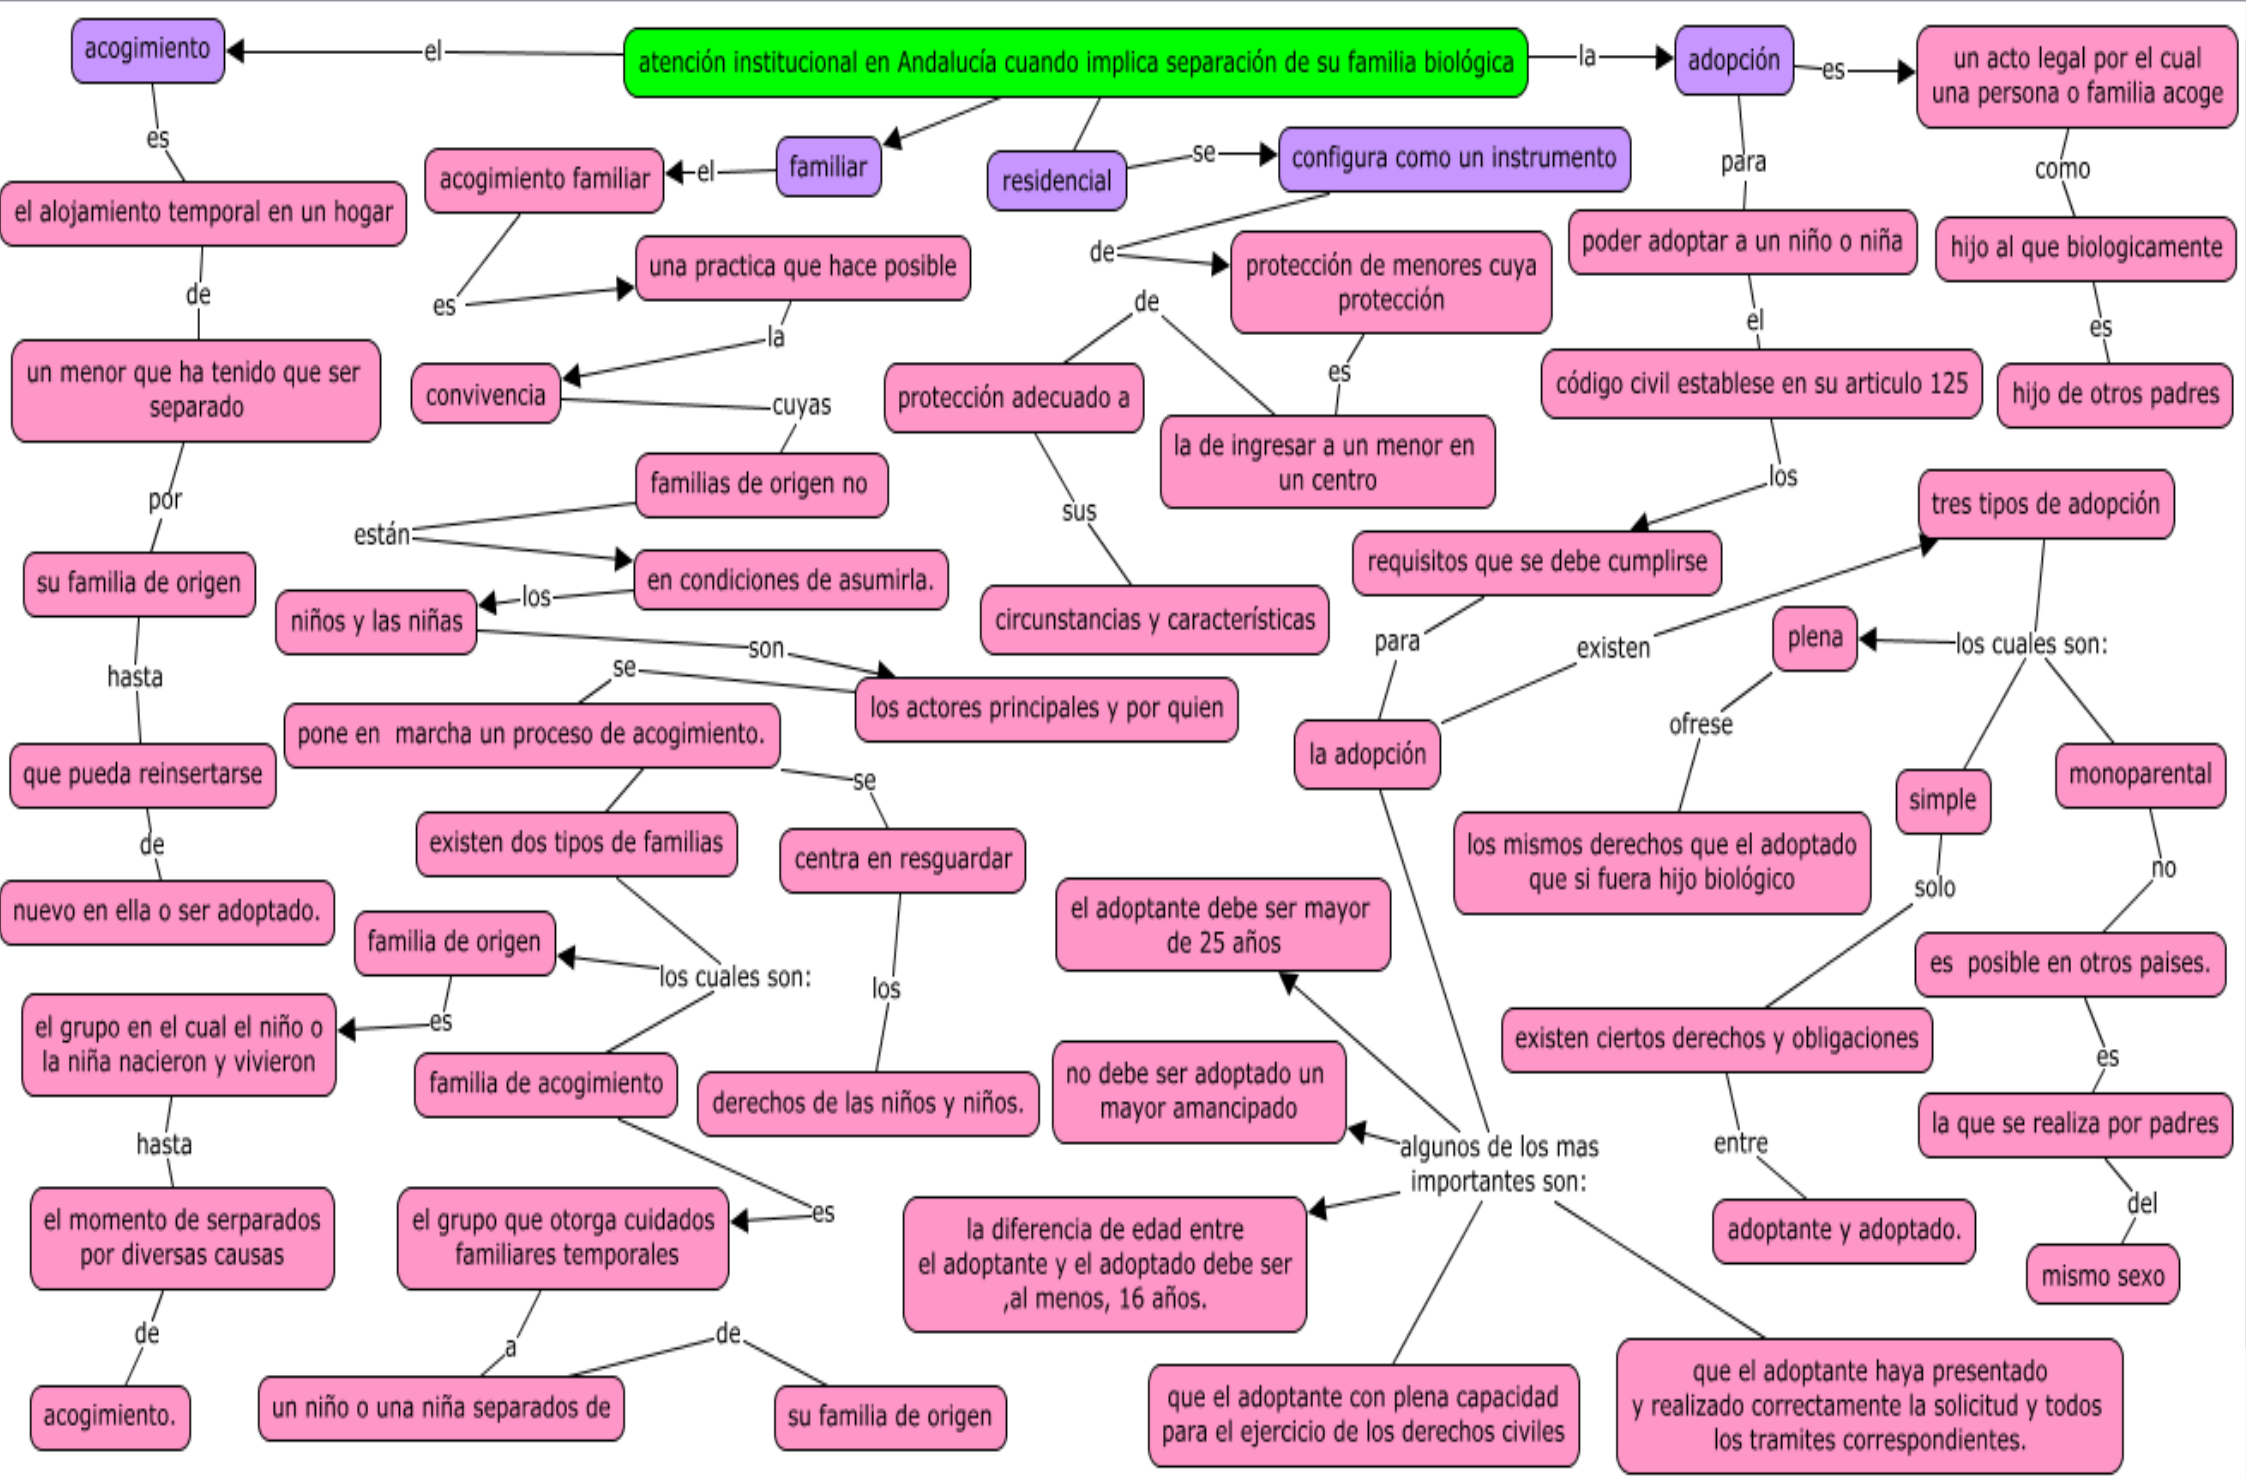 atención institucional en Andalucía cuando implica separación de su familia biológica
el
acogimiento
es
el alojamiento temporal en un hogar
de
un menor que ha tenido que ser
separado
por
su familia de origen
hasta
que pueda reinsertarse
de
nuevo en ella o ser adoptado.
familiar
el
acogimiento familiar
es
una practica que hace posible
la
convivencia
cuyas
familias de origen no
están
en condiciones de asumirla.
los
niños y las niñas
son
los actores principales y por quien
se
pone en  marcha un proceso de acogimiento.
existen dos tipos de familias
los cuales son:
familia de origen
es
el grupo en el cual el niño o
la niña nacieron y vivieron
hasta
el momento de serparados
por diversas causas
de
acogimiento.
familia de acogimiento
es
el grupo que otorga cuidados
familiares temporales
a
un niño o una niña separados de
de
su familia de origen
se
centra en resguardar
los
derechos de las niños y niños.
residencial
se
configura como un instrumento
de
protección de menores cuya
protección
es
la de ingresar a un menor en
un centro
de
protección adecuado a
sus
circunstancias y características
la
adopción
es
un acto legal por el cual
una persona o familia acoge
como
hijo al que biologicamente
es
hijo de otros padres
para
poder adoptar a un niño o niña
el
código civil establese en su articulo 125
los
requisitos que se debe cumplirse
para
la adopción
existen
tres tipos de adopción
los cuales son:
plena
ofrese
los mismos derechos que el adoptado
que si fuera hijo biológico
simple
solo
existen ciertos derechos y obligaciones
entre
adoptante y adoptado.
monoparental
no
es  posible en otros paises.
es
la que se realiza por padres
del
mismo sexo
algunos de los mas
importantes son:
el adoptante debe ser mayor
de 25 años
no debe ser adoptado un
mayor amancipado
la diferencia de edad entre
el adoptante y el adoptado debe ser
,al menos, 16 años.
que el adoptante con plena capacidad
para el ejercicio de los derechos civiles
que el adoptante haya presentado
y realizado correctamente la solicitud y todos
los tramites correspondientes.